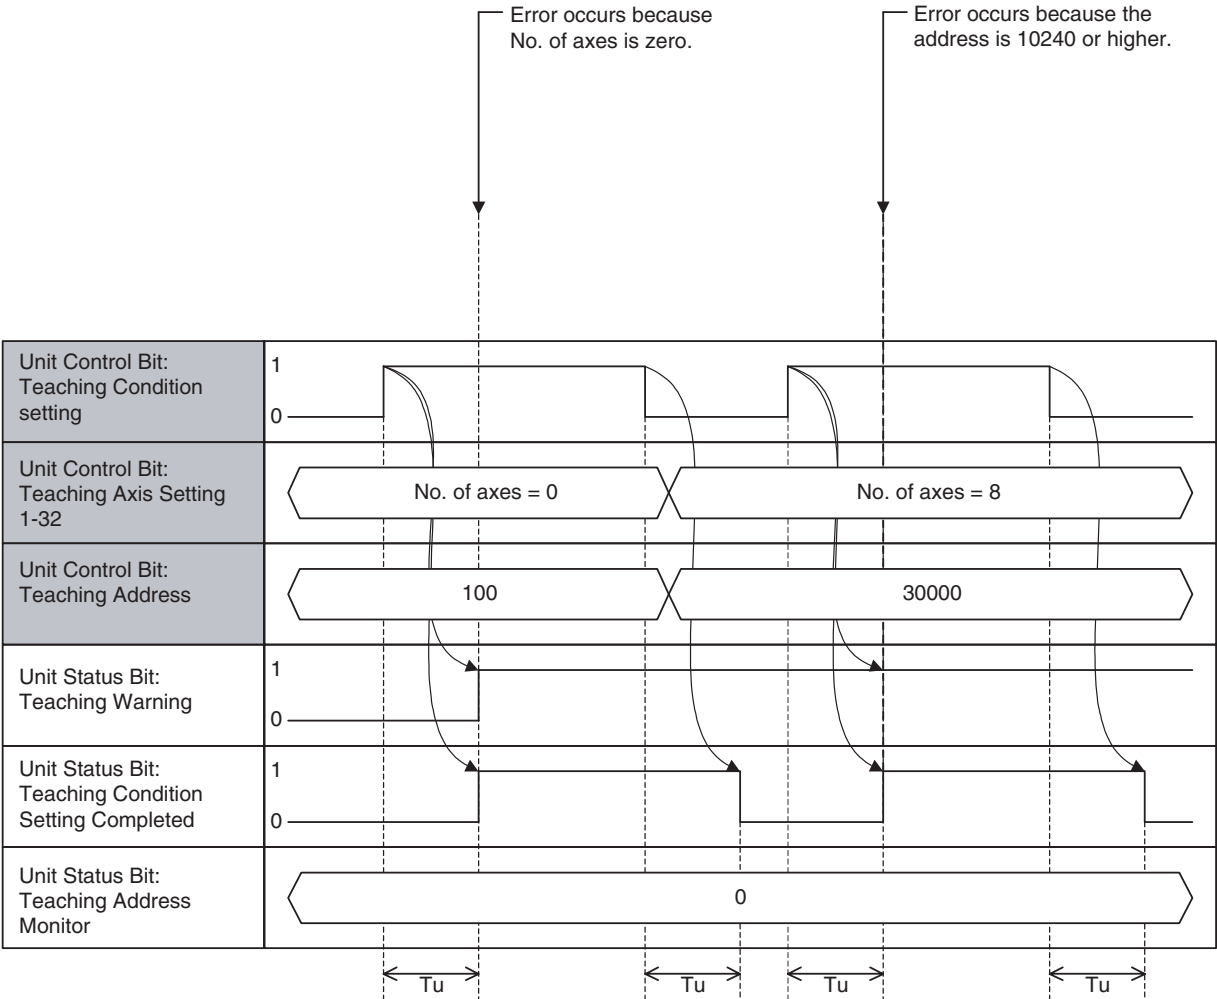 Error occurs because
No. of axes is zero.
Error occurs because the
address is 10240 or higher.
Unit Control Bit:
Teaching Condition
setting
1
0
Unit Control Bit:
Teaching Axis Setting
1-32
No. of axes = 0
No. of axes = 8
Unit Control Bit:
Teaching Address
100
30000
Unit Status Bit:
Teaching Warning
1
0
Unit Status Bit:
Teaching Condition
Setting Completed
1
0
Unit Status Bit:
Teaching Address
Monitor
0
Tu
Tu
Tu
Tu